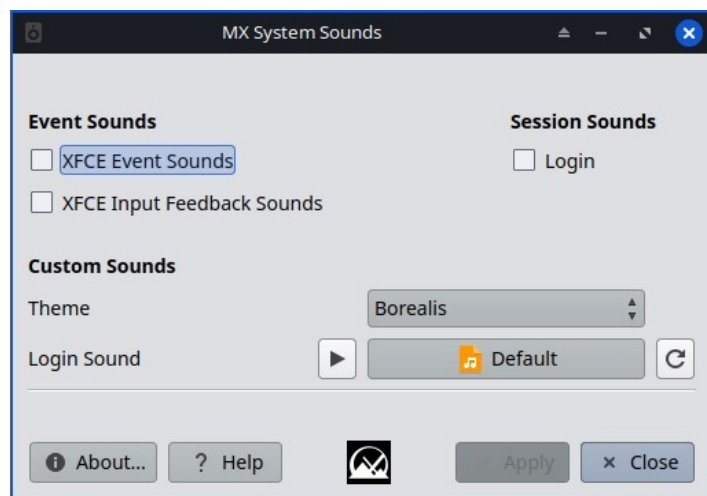 MX System Sounds
Event Sounds
Session Sounds
XFCE Event Sounds
Login
XFCE Input Feedback Sounds
Custom Sounds
Theme
Borealis
Login Sound
Default
About...
? Help
Apply
Close